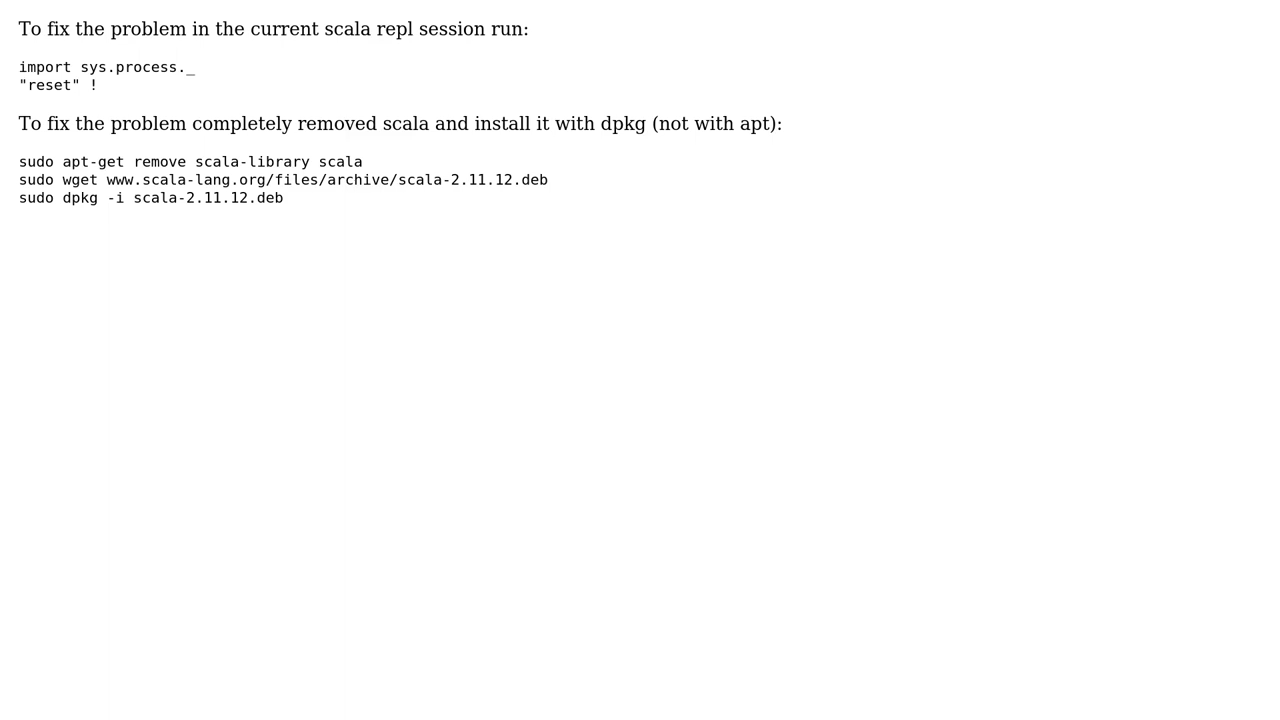 To fix the problem in the current scala repl session run:
import sys.process._
"reset" !
To fix the problem completely removed scala and install it with dpkg (not with apt):
sudo apt-get remove scala-library scala
sudo wget www.scala-lang.org/files/archive/scala-2.11.12.deb
sudo dpkg -i scala-2.11.12.deb